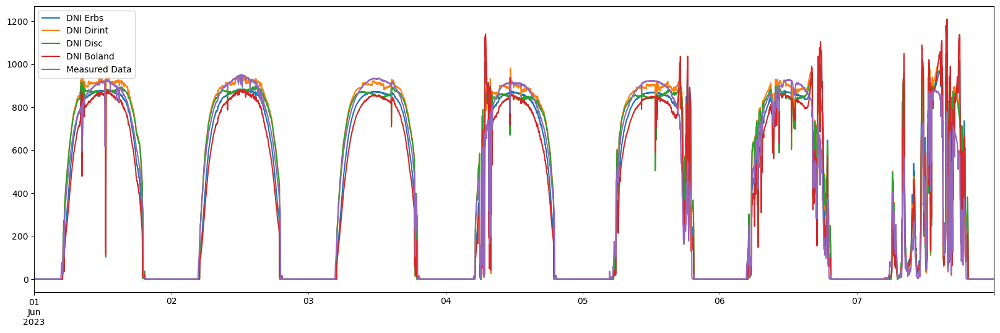 1200
1000
800
600
400
200
0
DNI Erbs
DNI Dirint
DNI Disc
DNI Boland
Measured Data
01 02 03 04 05 06 07
Jun
2023